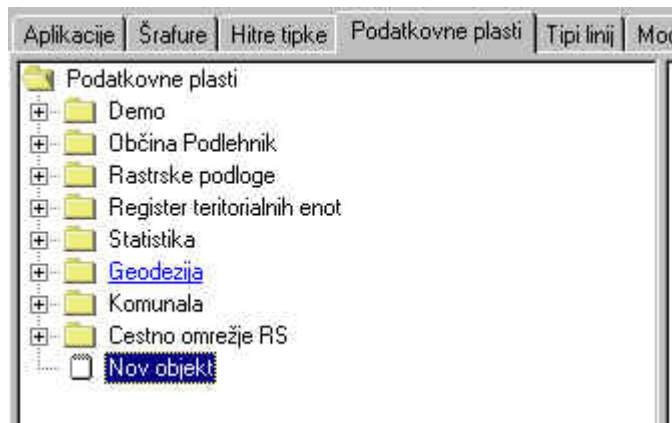 Aplikacije Šrafure Hitre tipke Podatkovne plasti Tipi linij
Podatkovne plasti
Demo
Občina Podlehnik
Rastrske podloge
Register teritorialnih enot
Statistika
Geodezija
Komunala
Cestno omrežje RS
Nov objekt